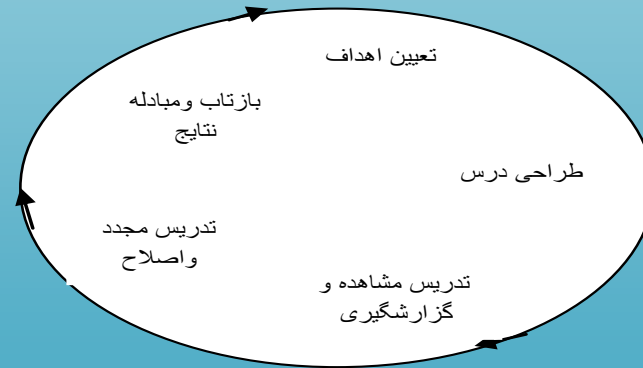 تعیین اهداف
بازتاب ومبادله
نتایج
طراحی درس
تدریس مجدد
واصلاح
تدریس مشاهده و
گزارشگیری